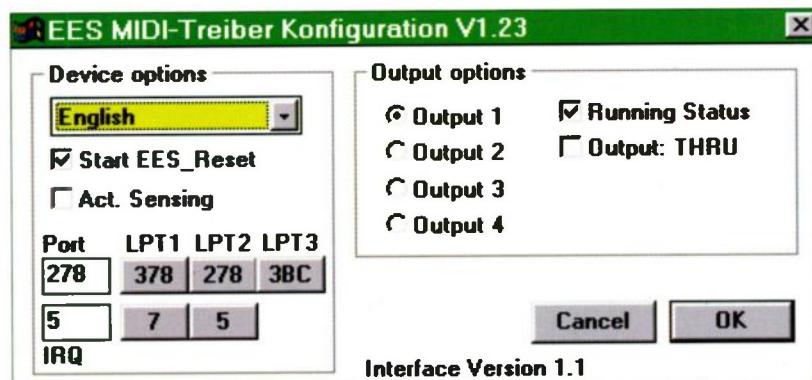 EES MIDI-Treiber Konfiguration V1.23
Device options
English
Start EES_Reset
Act. Sensing
Port LPT1 LPT2 LPT3
278 378 278 3BC
5 7 5
IRQ
Output options
Output 1
Output 2
Output 3
Output 4
Running Status
Output: THRU
Cancel OK
Interface Version 1.1